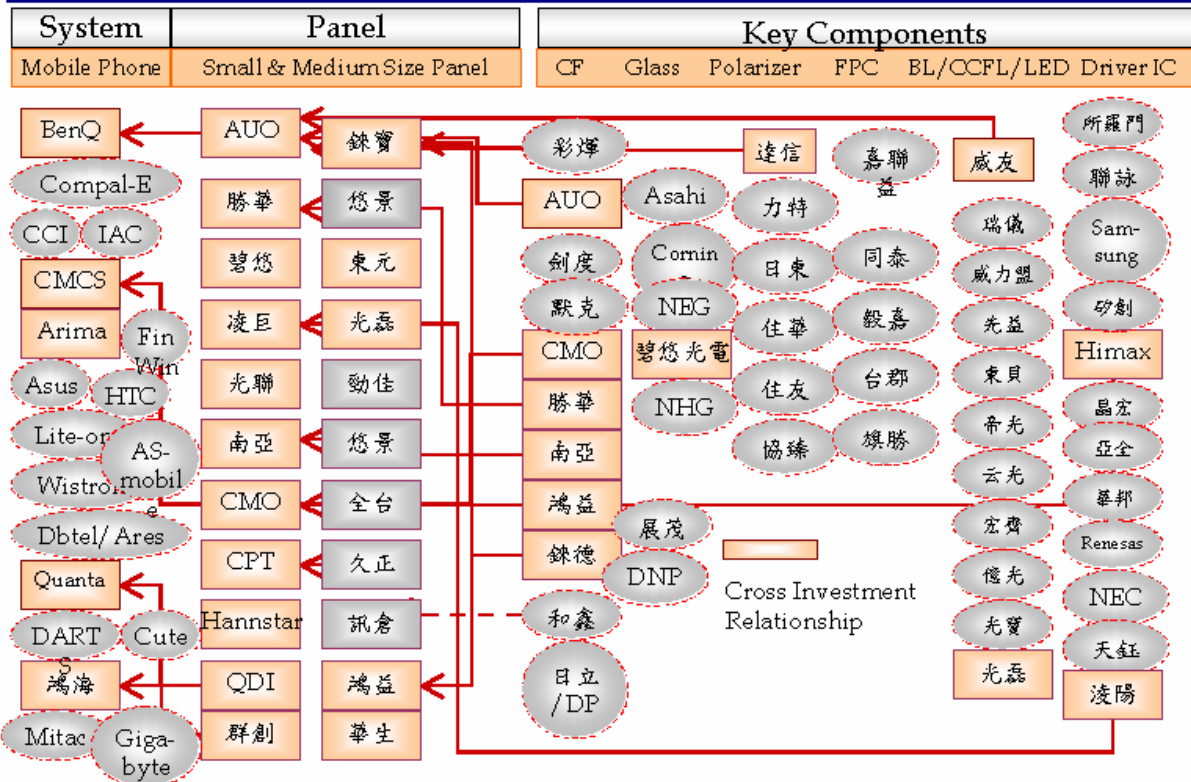 System
Panel
Key Components
Mobile Phone
Small & Medium Size Panel
CF
Glass
Polarizer
FPC
BL/CCFL/LED
Driver IC
BenQ
Compal-E
CCI
IAC
CMCS
Arima
Fin
Win
Asus
HTC
Lite-on
AS-
mobil
e
Wistron
Dbtel/ Ares
Quanta
DART
S
Cute
鴻海
Mitac
Giga-
byte
AUO
勝華
碧悠
凌巨
光聯
南亞
CMO
CPT
Hannstar
QDI
群創
錸寶
悠景
東元
光磊
勁佳
悠景
全台
久正
訊倉
鴻益
華生
彩煇
AUO
劍度
默克
CMO
勝華
南亞
鴻益
錸德
和鑫
日立
/DP
Asahi
Cornin
NEG
碧悠光電
NHG
展茂
DNP
達信
力特
日東
住華
住友
協臻
嘉聯
益
同泰
毅嘉
台郡
旗勝
威友
瑞儀
威力盟
先益
東貝
帝光
云光
宏齊
億光
光寶
光磊
所羅門
聯詠
Sam-
sung
矽創
Himax
晶宏
亞全
華邦
Renesas
NEC
天鈺
淩陽
Cross Investment
Relationship